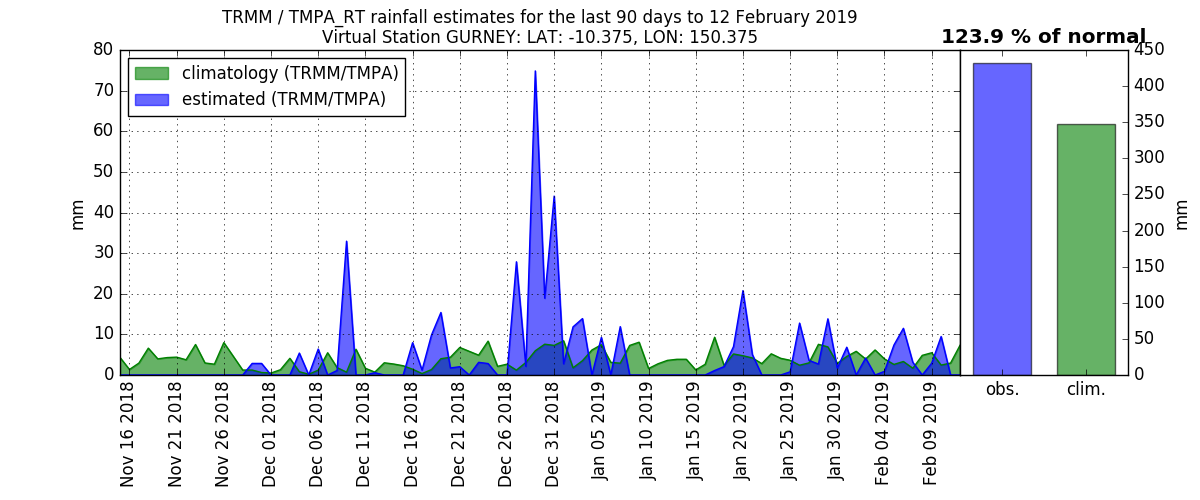 TRMM / TMPA_RT rainfall estimates for the last 90 days to 12 February 2019
Virtual Station GURNEY: LAT: -10.375, LON: 150.375
123.9 % of normal
climatology (TRMM/TMPA)
estimated (TRMM/TMPA)
80
70
60
50
40
30
20
10
0
mm
Nov 16 2018
Nov 21 2018
Nov 26 2018
Dec 01 2018
Dec 06 2018
Dec 11 2018
Dec 16 2018
Dec 21 2018
Dec 26 2018
Dec 31 2018
Jan 05 2019
Jan 10 2019
Jan 15 2019
Jan 20 2019
Jan 25 2019
Jan 30 2019
Feb 04 2019
Feb 09 2019
450
400
350
300
250
200
150
100
50
0
mm
obs.
clim.